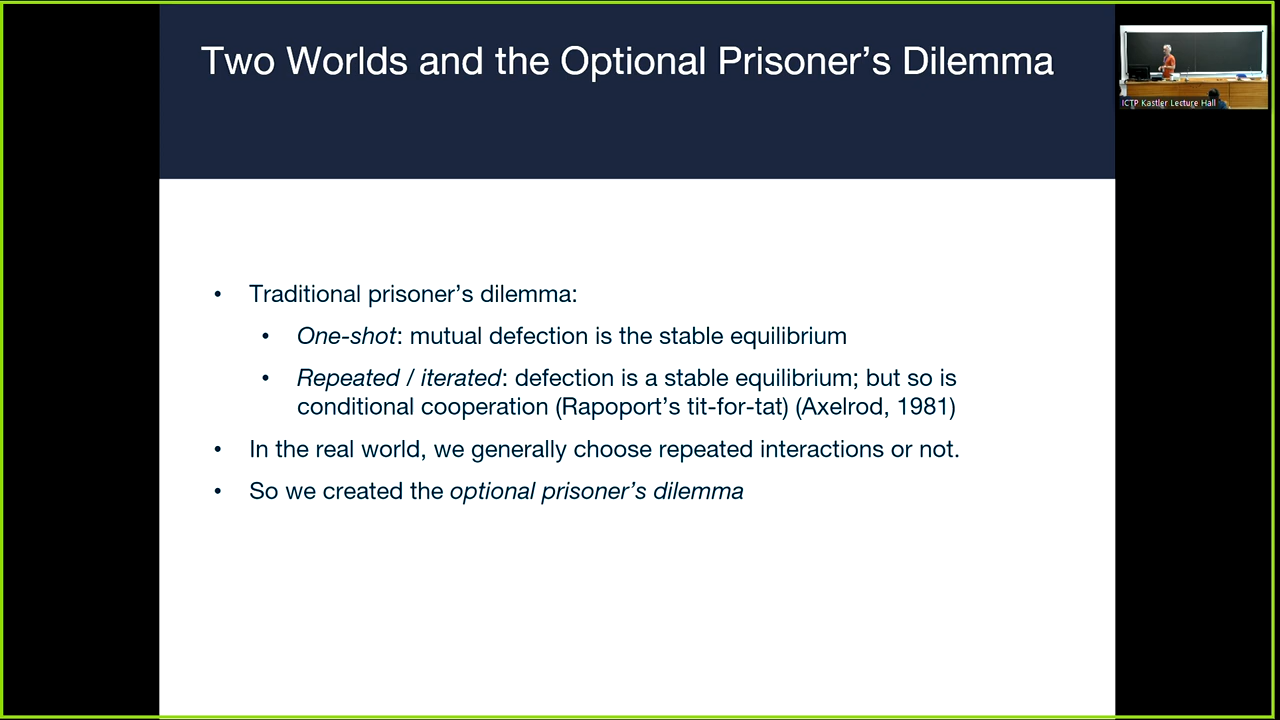 Two Worlds and the Optional Prisoner's Dilemma
ICTP Kastler Lecture Hall
• Traditional prisoner's dilemma:
• One-shot: mutual defection is the stable equilibrium
• Repeated / iterated: defection is a stable equilibrium; but so is
conditional cooperation (Rapoport's tit-for-tat) (Axelrod, 1981)
• In the real world, we generally choose repeated interactions or not.
• So we created the optional prisoner's dilemma